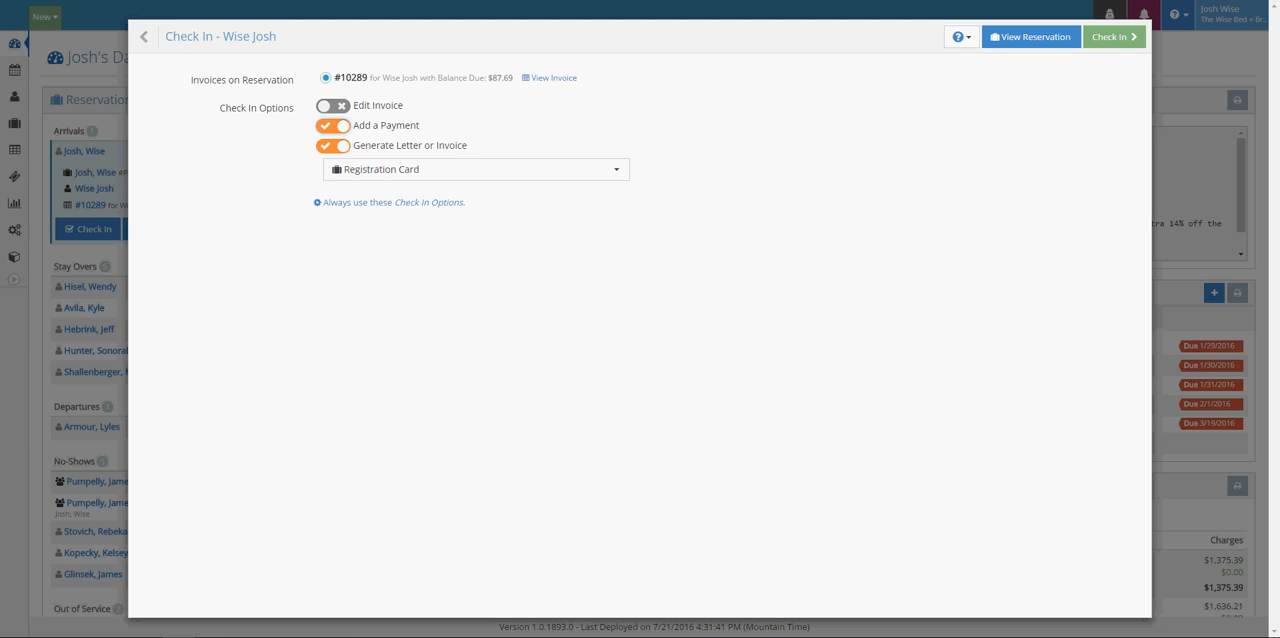 New
Josh Wise
The Wise Bed + Br...
Check In - Wise Josh
View Reservation
Check In
Josh's Da
Invoices on Reservation
#10289 for Wise Josh with Balance Due: $87.69 View Invoice
Check In Options
Edit Invoice
Add a Payment
Generate Letter or Invoice
Registration Card
Always use these Check In Options.
Reservation
Arrivals
Josh, Wise
Josh, Wise #P
Wise Josh
#10289 for Wi
Check In
Stay Overs
Hisel, Wendy
Avila, Kyle
Hebrink, Jeff
Hunter, Sonoral
Shallenberger, M
Departures
Armour, Lyles
No-Shows
Pumpelly, Jame
Pumpelly, Jame
Josh, Wise
Stovich, Rebeka
Kopecky, Kelsey
Glinsek, James
Out of Service
tra 14% off the
Due 1/29/2016
Due 1/30/2016
Due 1/31/2016
Due 2/1/2016
Due 3/19/2016
Charges
$1,375.39
$0.00
$1,375.39
$1,636.21
Version 1.0.1893.0 - Last Deployed on 7/21/2016 4:31:41 PM (Mountain Time)